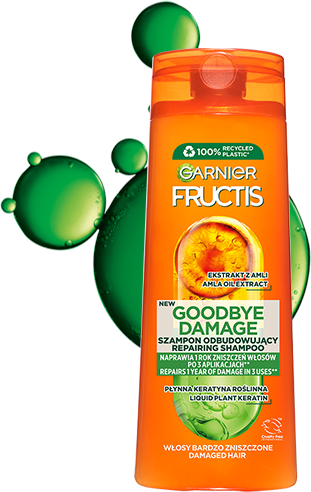 100% RECYCLED
PLASTIC*
GARNIER
FRUCTIS
EKSTRAKT Z AMLI
AMLA OIL EXTRACT
NEW
GOODBYE
DAMAGE
SZAMPON ODBUDOWUJĄCY
REPAIRING SHAMPOO
NAPRAWIA 1 ROK ZNISZCZEŃ WŁOSÓW
PO 3 APLIKACJACH**
REPAIRS 1 YEAR OF DAMAGE IN 3 USES**
PŁYNNA KERATYNA ROŚLINNA
LIQUID PLANT KERATIN
Cruelty Free
WŁOSY BARDZO ZNISZCZONE
DAMAGED HAIR